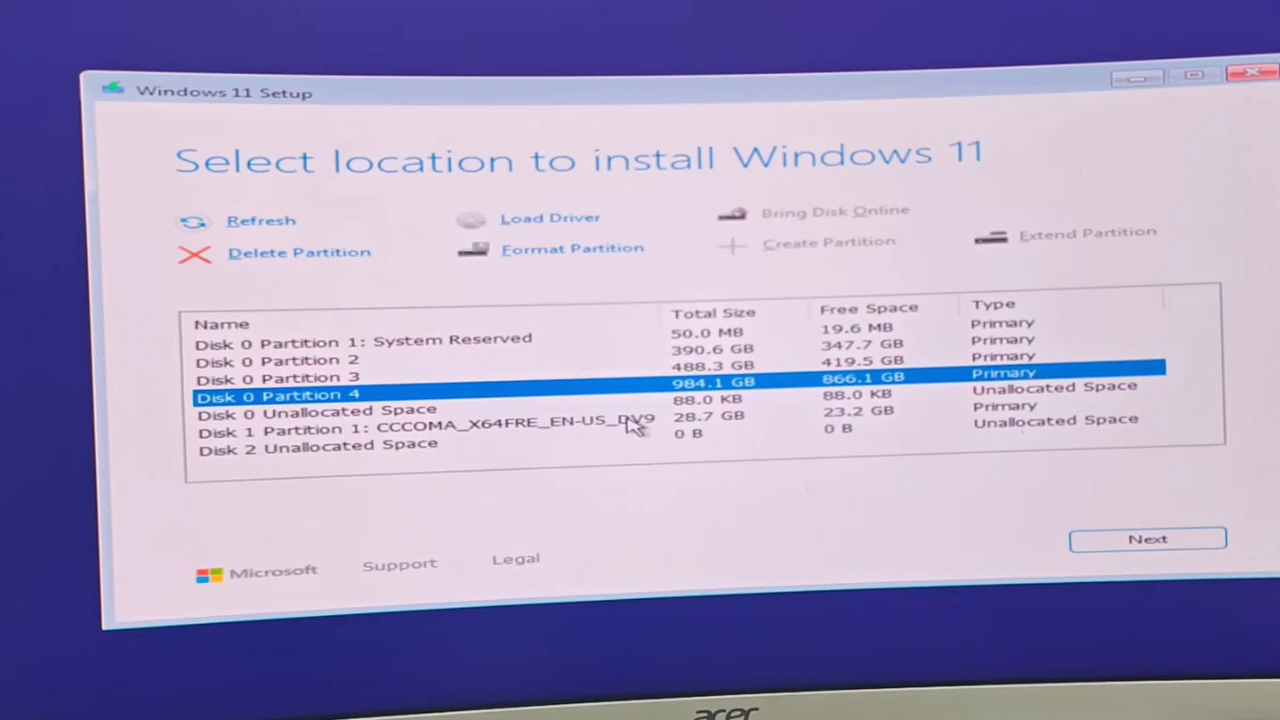 Windows 11 Setup
Select location to install Windows 11
Refresh
Load Driver
Bring Disk Online
Delete Partition
Format Partition
Create Partition
Extend Partition
Name Total Size Free Space Type
Disk 0 Partition 1: System Reserved 50.0 MB 19.6 MB Primary
Disk 0 Partition 2 390.6 GB 347.7 GB Primary
Disk 0 Partition 3 488.3 GB 419.5 GB Primary
Disk 0 Partition 4 984.1 GB 866.1 GB Primary
Disk 0 Unallocated Space 88.0 KB 88.0 KB Unallocated Space
Disk 1 Partition 1: CCCOMA_X64FRE_EN-US_DV9 28.7 GB 23.2 GB Primary
Disk 2 Unallocated Space 0 B 0 B Unallocated Space
Next
Microsoft Support Legal
acer